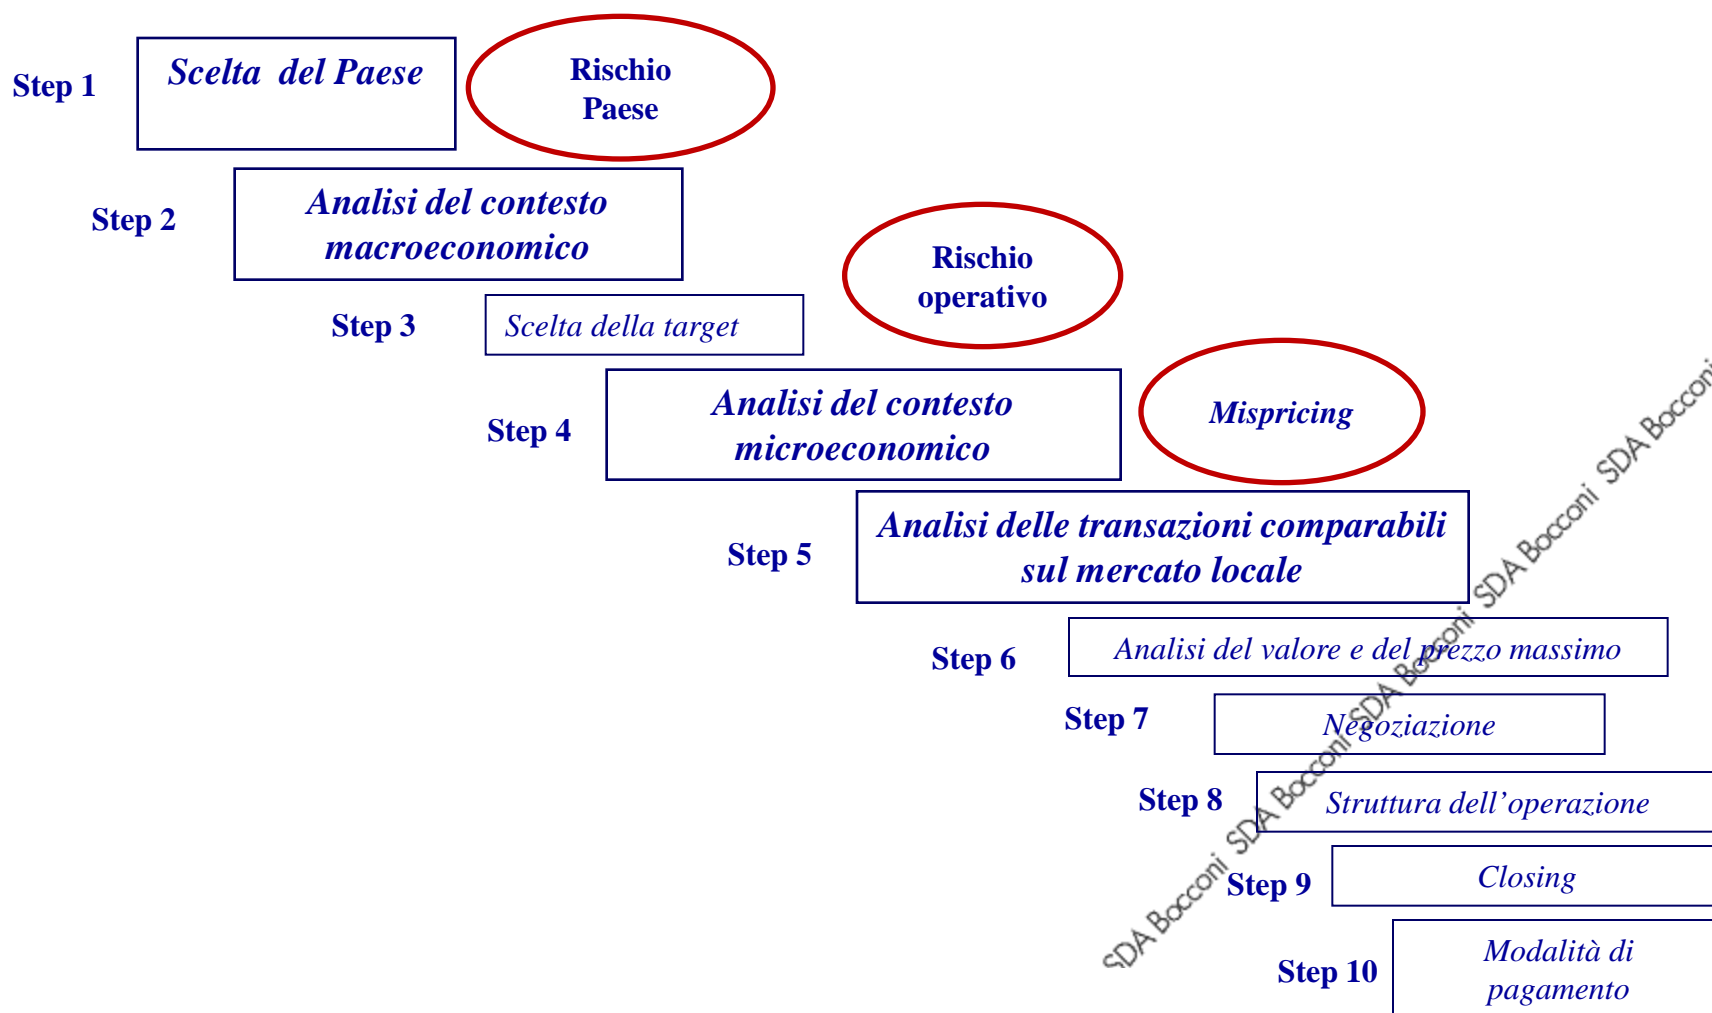 Step 1
Scelta del Paese
Rischio
Paese
Step 2
Analisi del contesto
macroeconomico
Rischio
operativo
Step 3
Scelta della target
Step 4
Analisi del contesto
microeconomico
Mispricing
Step 5
Analisi delle transazioni comparabili
sul mercato locale
Step 6
Analisi del valore e del prezzo massimo
Step 7
Negoziazione
Step 8
Struttura dell’operazione
Step 9
Closing
Step 10
Modalità di
pagamento
SDA Bocconi SDA Bocconi SDA Bocconi SDA Bocconi SDA Bocconi